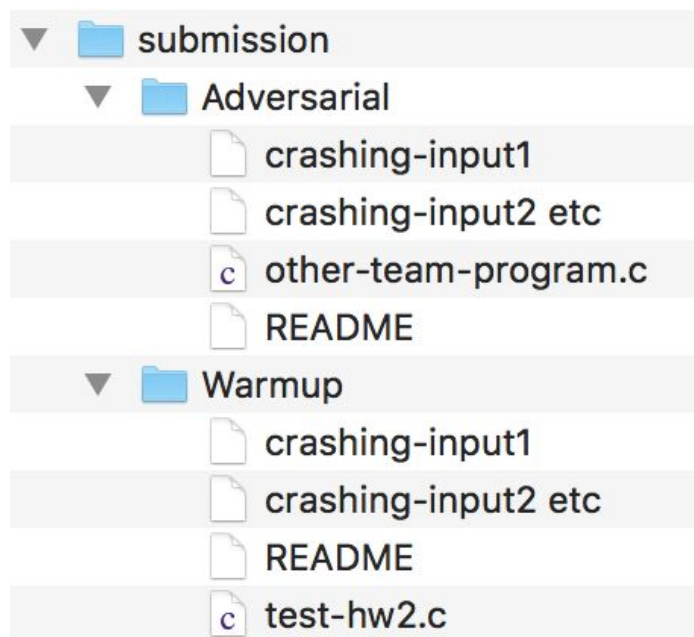 submission
Adversarial
crashing-input1
crashing-input2 etc
c other-team-program.c
README
Warmup
crashing-input1
crashing-input2 etc
README
c test-hw2.c